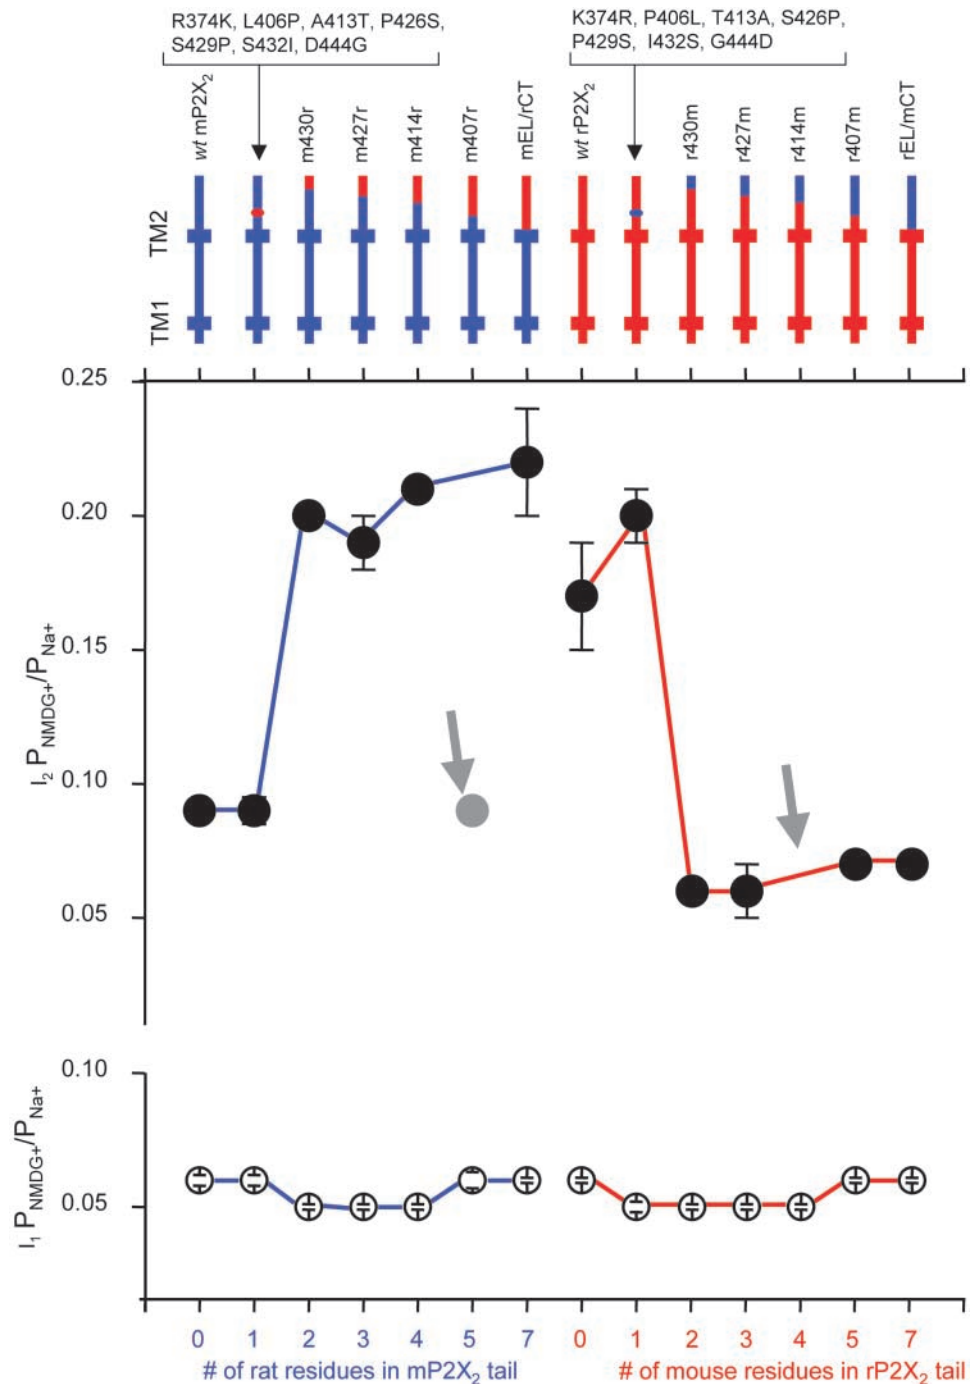 R374K, L406P, A413T, P426S,
S429P, S432I, D444G
K374R, P406L, T413A, S426P,
P429S, I432S, G444D
wt mP2X2
m430r
m427r
m414r
m407r
mEL/rCT
wt rP2X2
r430m
r427m
r414m
r407m
rEL/mCT
TM2
TM1
0.25
0.20
0.15
0.10
0.05
I2 PNMDG+/PNa+
0.10
0.05
I1 PNMDG+/PNa+
0 1 2 3 4 5 7 0 1 2 3 4 5 7
# of rat residues in mP2X2 tail # of mouse residues in rP2X2 tail